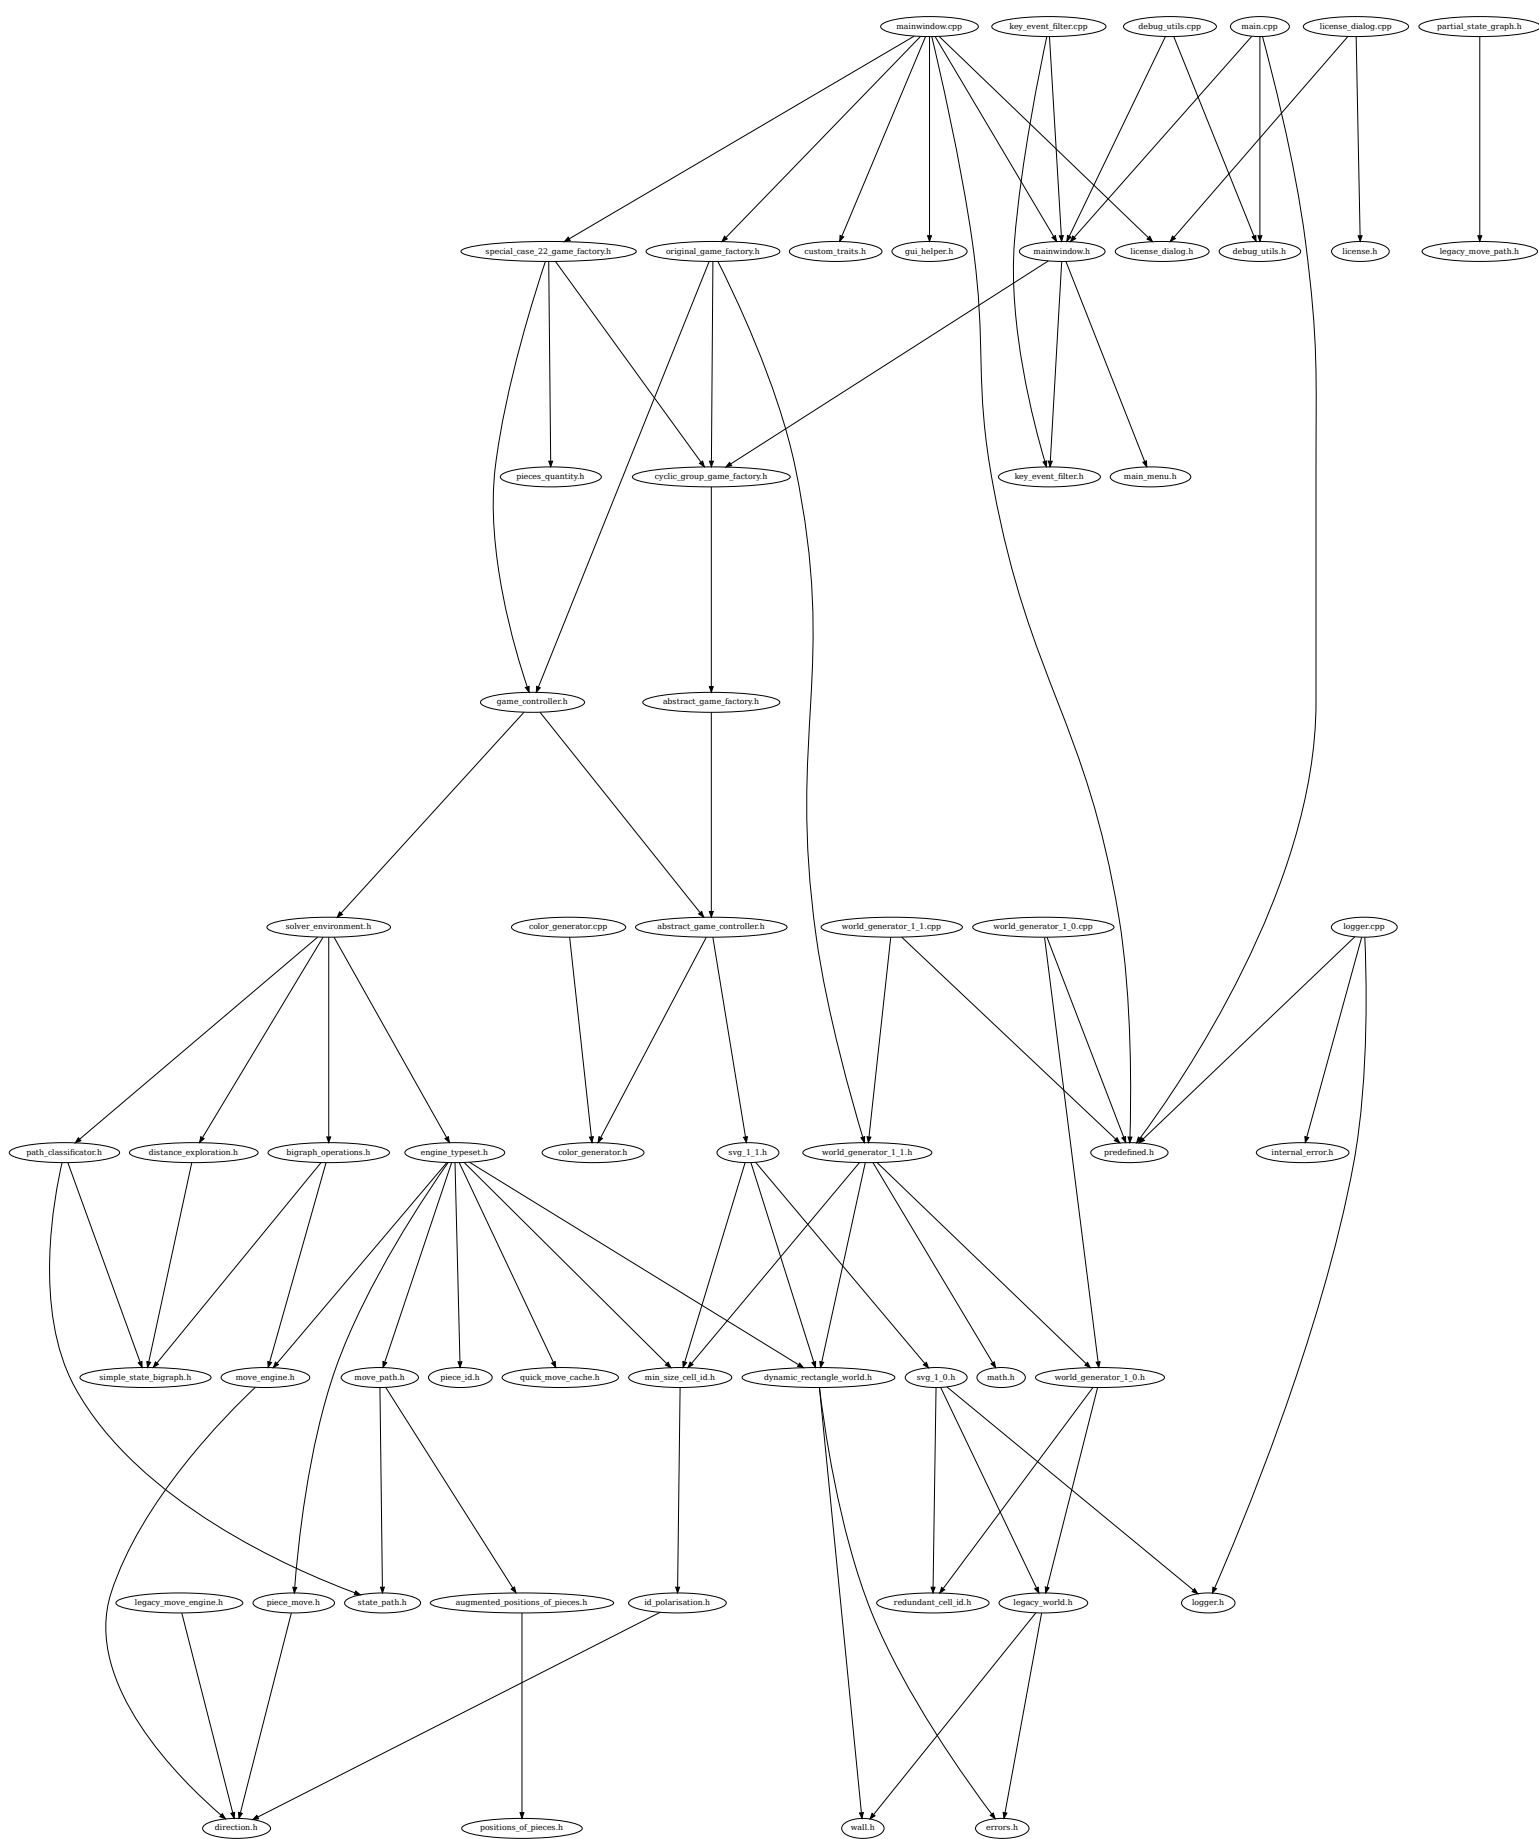 mainwindow.cpp
key_event_filter.cpp
debug_utils.cpp
main.cpp
license_dialog.cpp
partial_state_graph.h
special_case_22_game_factory.h
original_game_factory.h
custom_traits.h
gui_helper.h
mainwindow.h
license_dialog.h
debug_utils.h
license.h
legacy_move_path.h
pieces_quantity.h
cyclic_group_game_factory.h
key_event_filter.h
main_menu.h
game_controller.h
abstract_game_factory.h
solver_environment.h
color_generator.cpp
abstract_game_controller.h
world_generator_1_1.cpp
world_generator_1_0.cpp
logger.cpp
path_classificator.h
distance_exploration.h
bigraph_operations.h
engine_typeset.h
color_generator.h
svg_1_1.h
world_generator_1_1.h
predefined.h
internal_error.h
simple_state_bigraph.h
move_engine.h
move_path.h
piece_id.h
quick_move_cache.h
min_size_cell_id.h
dynamic_rectangle_world.h
svg_1_0.h
math.h
world_generator_1_0.h
legacy_move_engine.h
piece_move.h
state_path.h
augmented_positions_of_pieces.h
id_polarisation.h
redundant_cell_id.h
legacy_world.h
logger.h
direction.h
positions_of_pieces.h
wall.h
errors.h